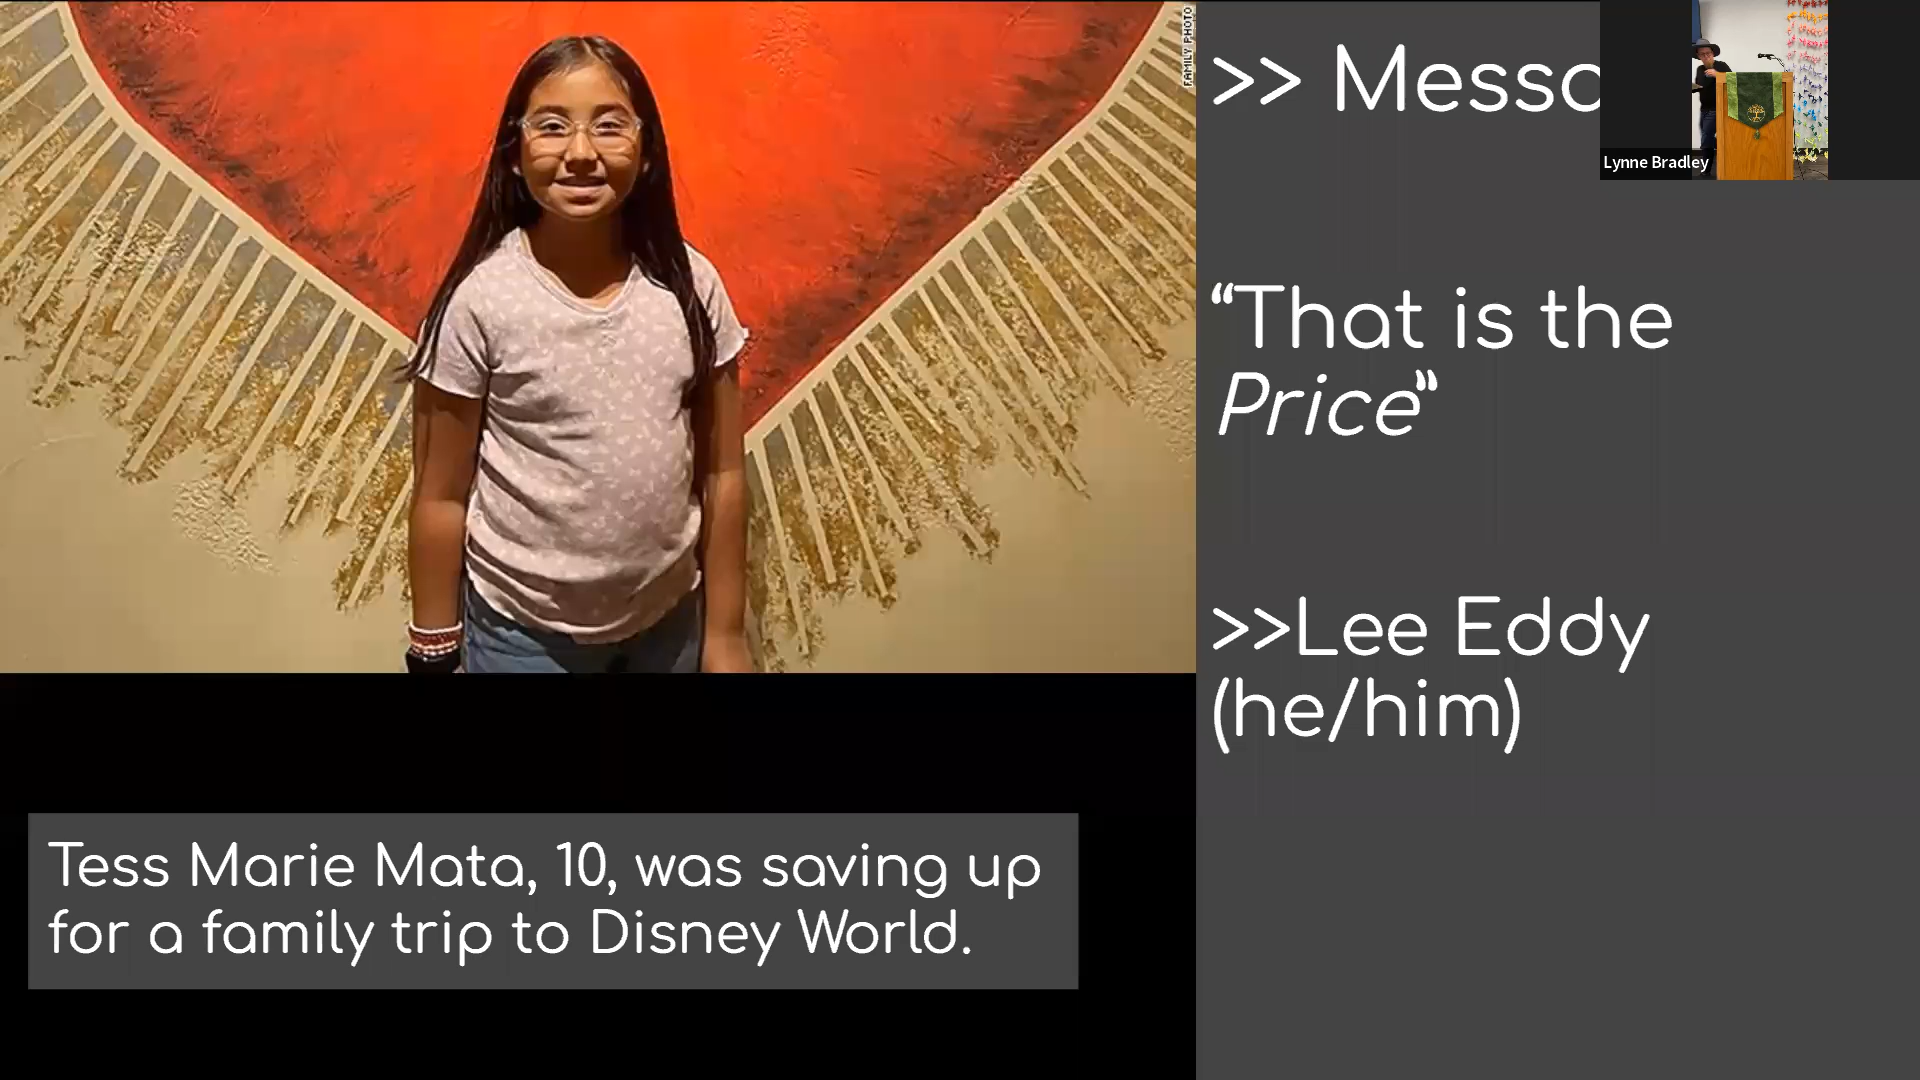 FAMILY PHOTO
>> Messa
Lynne Bradley
“That is the
Price”
>>Lee Eddy
(he/him)
Tess Marie Mata, 10, was saving up
for a family trip to Disney World.